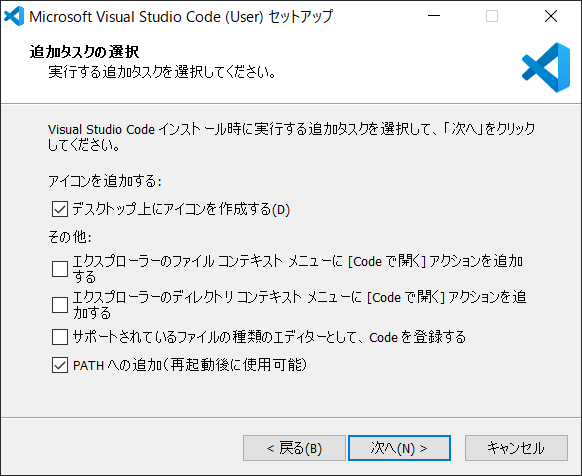 Microsoft Visual Studio Code (User) セットアップ
追加タスクの選択
実行する追加タスクを選択してください。
Visual Studio Code インストール時に実行する追加タスクを選択して、「次へ」をクリック
してください。
アイコンを追加する:
デスクトップ上にアイコンを作成する(D)
その他:
エクスプローラーのファイル コンテキスト メニューに [Code で開く] アクションを追加
する
エクスプローラーのディレクトリ コンテキスト メニューに [Code で開く] アクションを追
加する
サポートされているファイルの種類のエディターとして、Code を登録する
PATH への追加（再起動後に使用可能）
< 戻る(B)
次へ(N) >
キャンセル